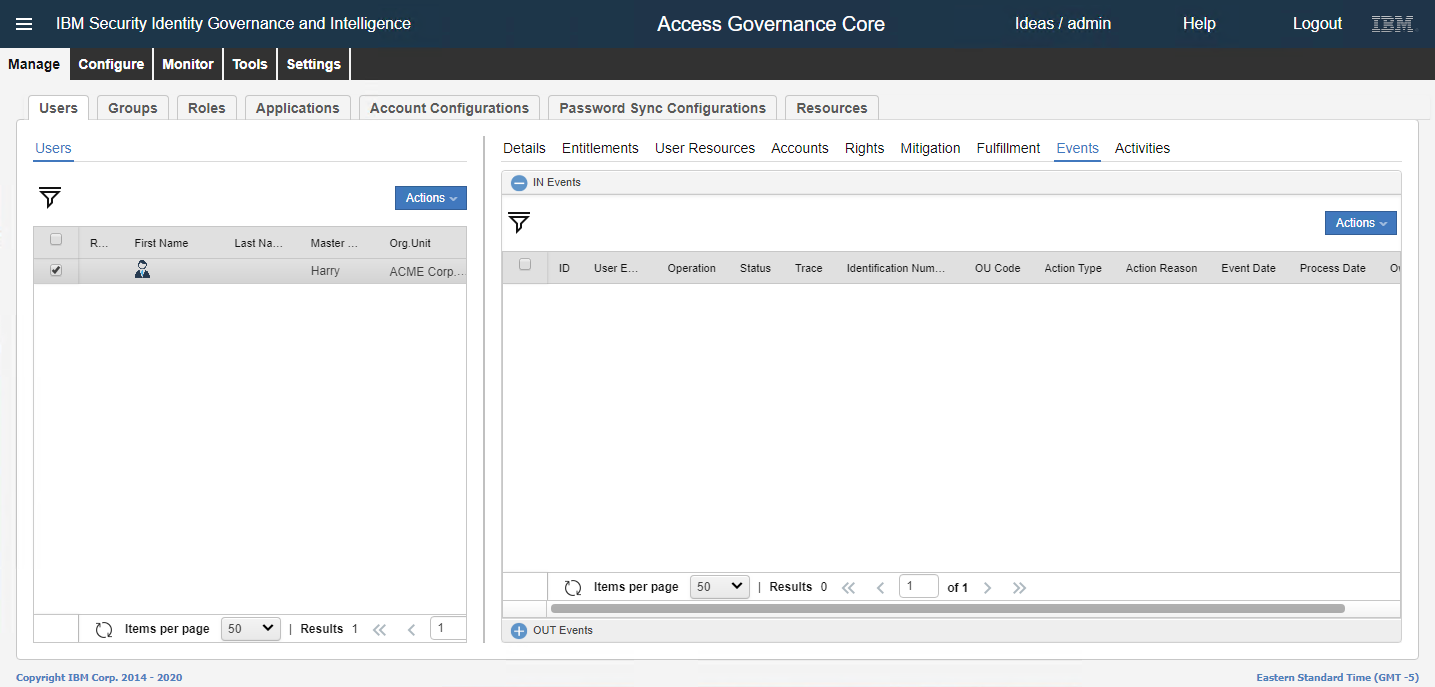 IBM Security Identity Governance and Intelligence Access Governance Core Ideas / admin Help Logout IBM
Manage Configure Monitor Tools Settings
Users Groups Roles Applications Account Configurations Password Sync Configurations Resources
Users
Actions
R... First Name Last Na... Master ... Org.Unit
Harry ACME Corp....
Items per page 50 | Results 1 1
Details Entitlements User Resources Accounts Rights Mitigation Fulfillment Events Activities
IN Events
Actions
ID User E... Operation Status Trace Identification Num... OU Code Action Type Action Reason Event Date Process Date
Items per page 50 | Results 0 1 of 1
OUT Events
Copyright IBM Corp. 2014 - 2020 Eastern Standard Time (GMT -5)